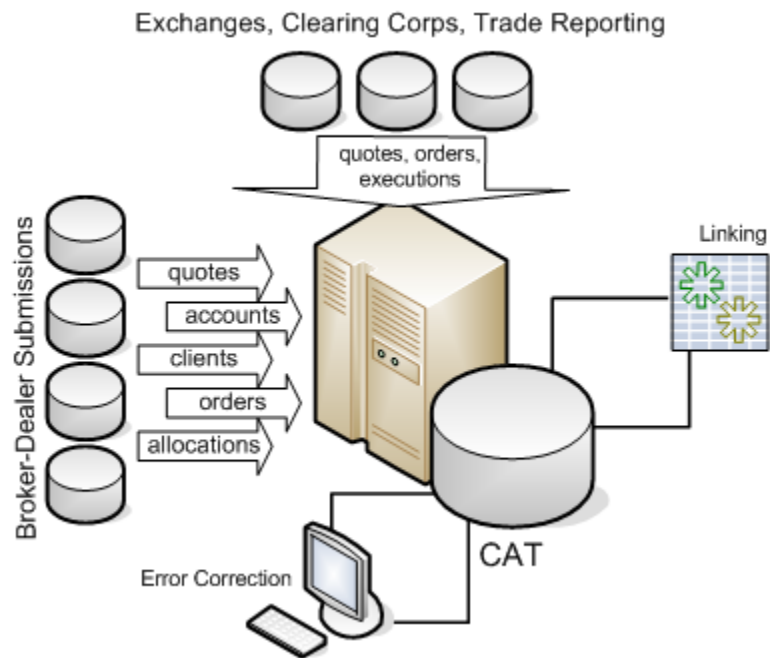 Exchanges, Clearing Corps, Trade Reporting
quotes, orders,
executions
Broker-Dealer Submissions
quotes
accounts
clients
orders
allocations
Linking
CAT
Error Correction